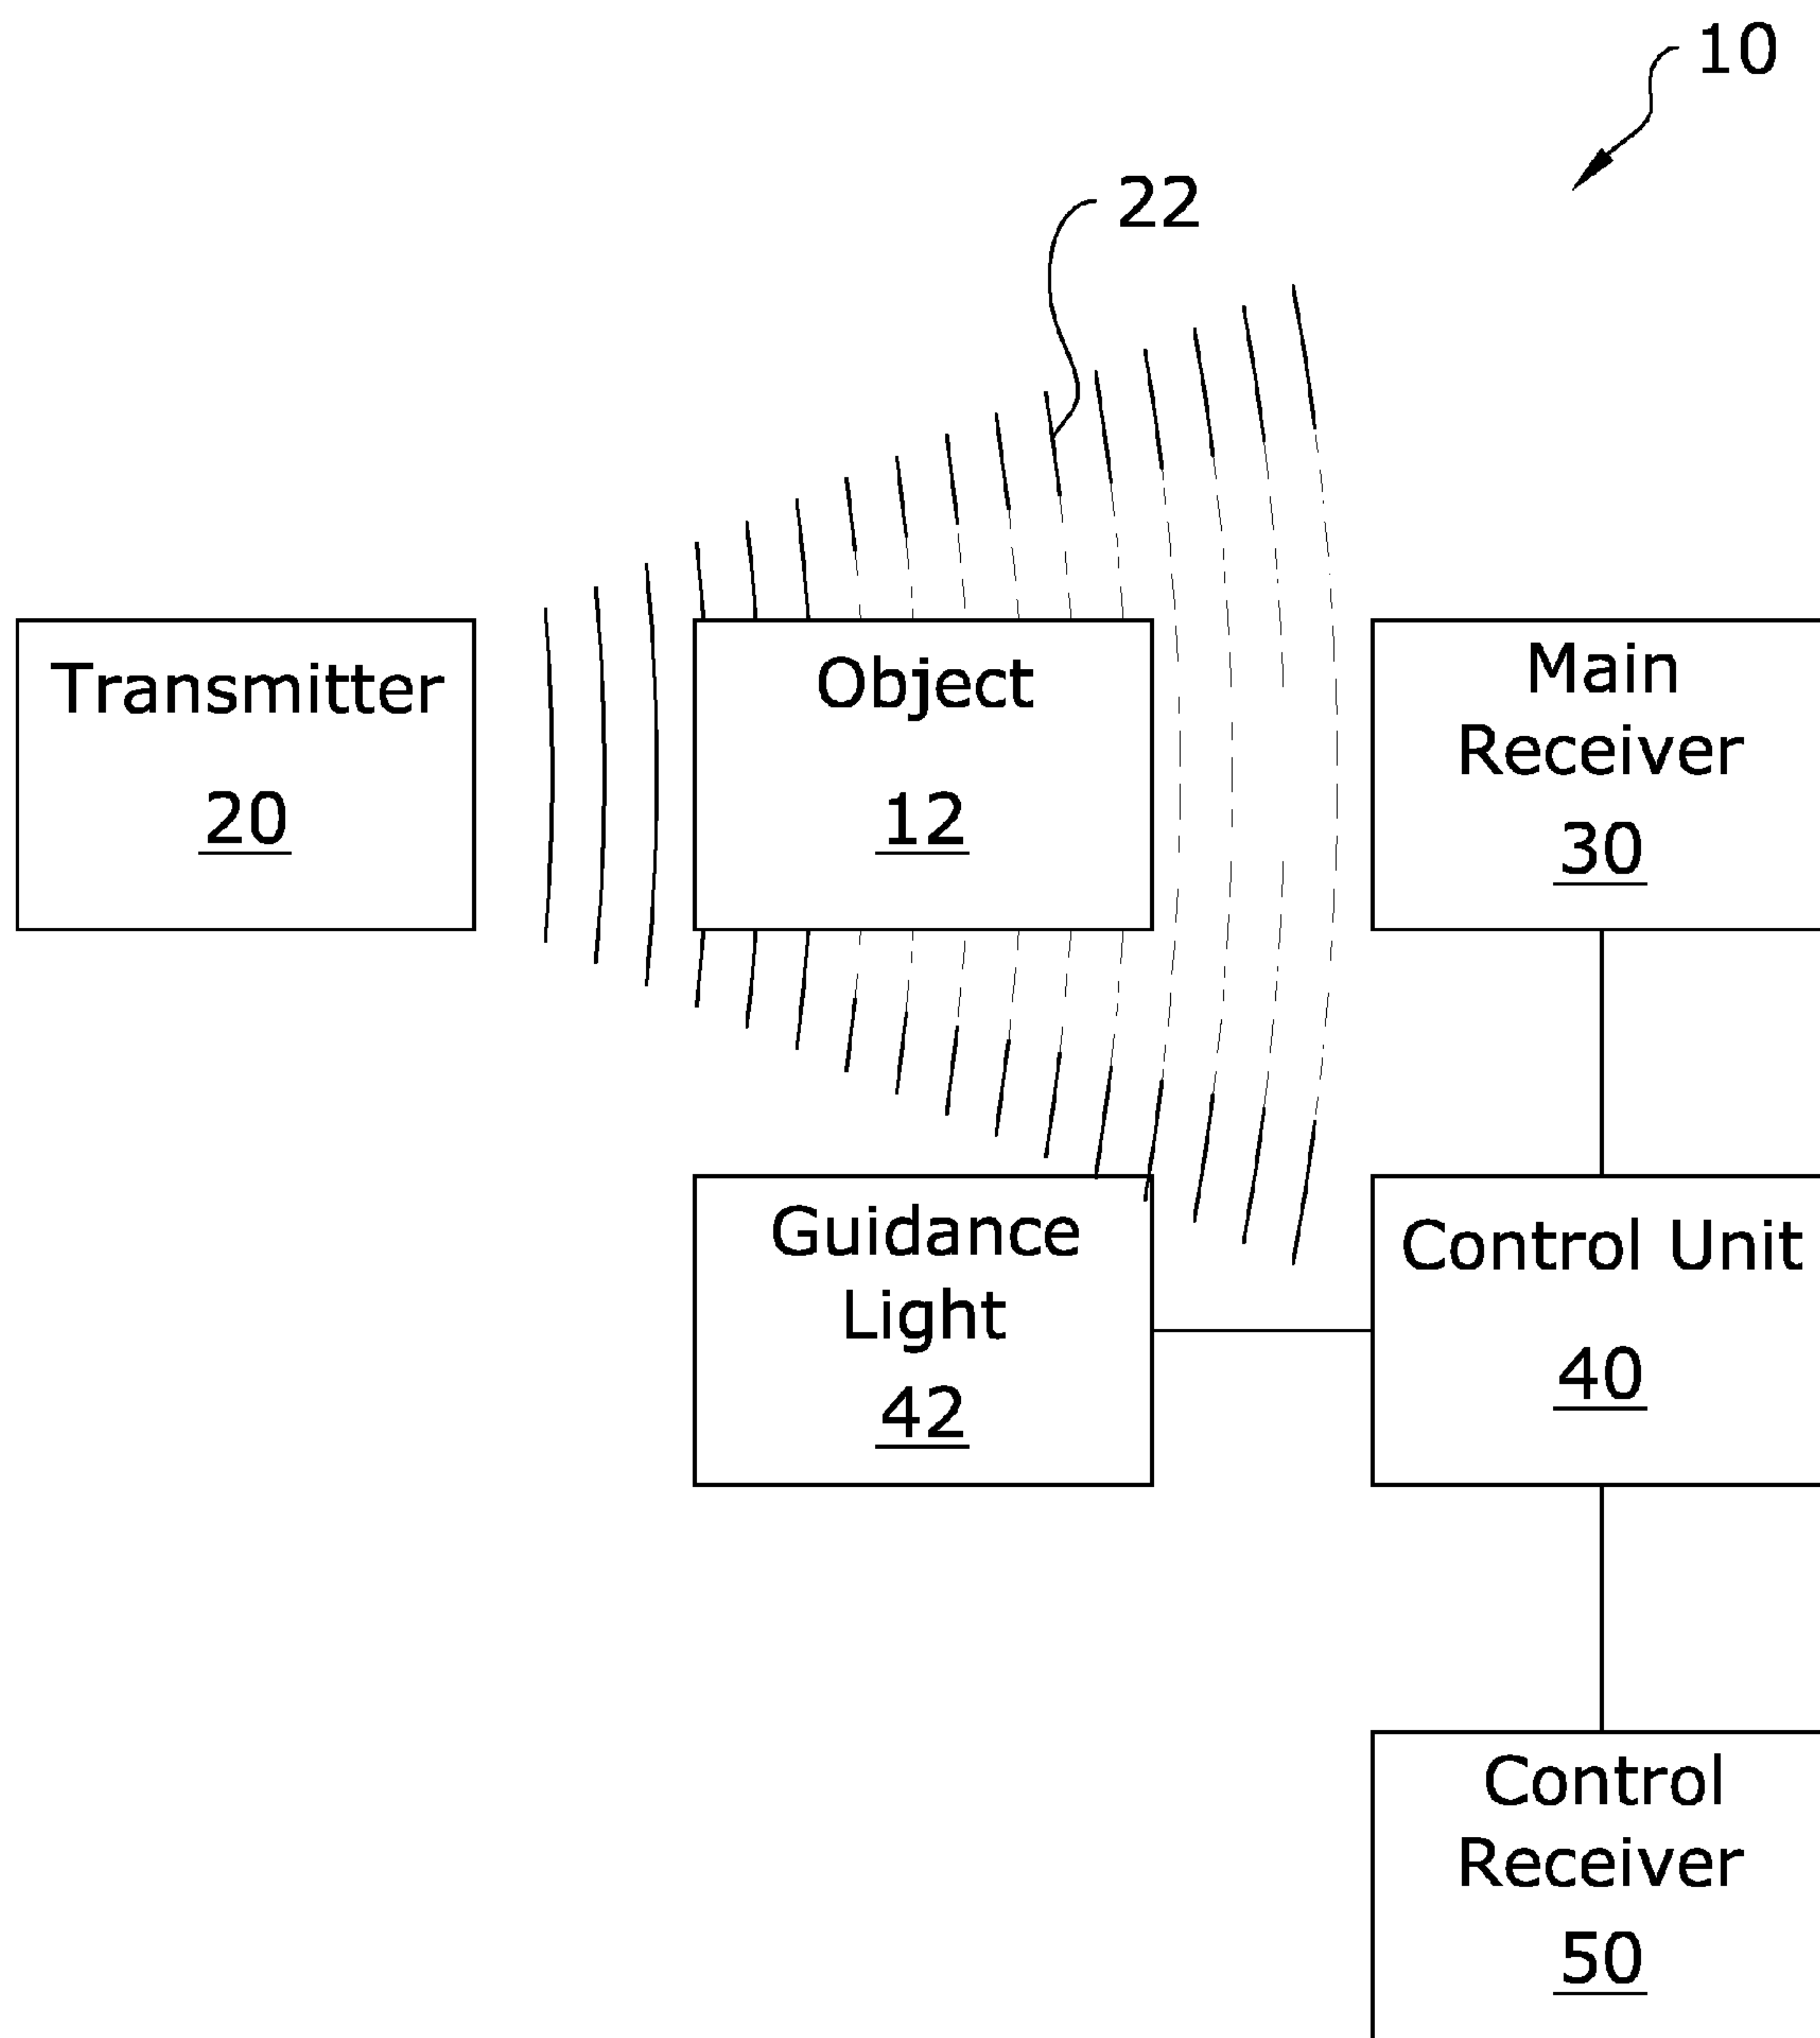 10
22
Transmitter
20
Object
12
Main
Receiver
30
Guidance
Light
42
Control Unit
40
Control
Receiver
50